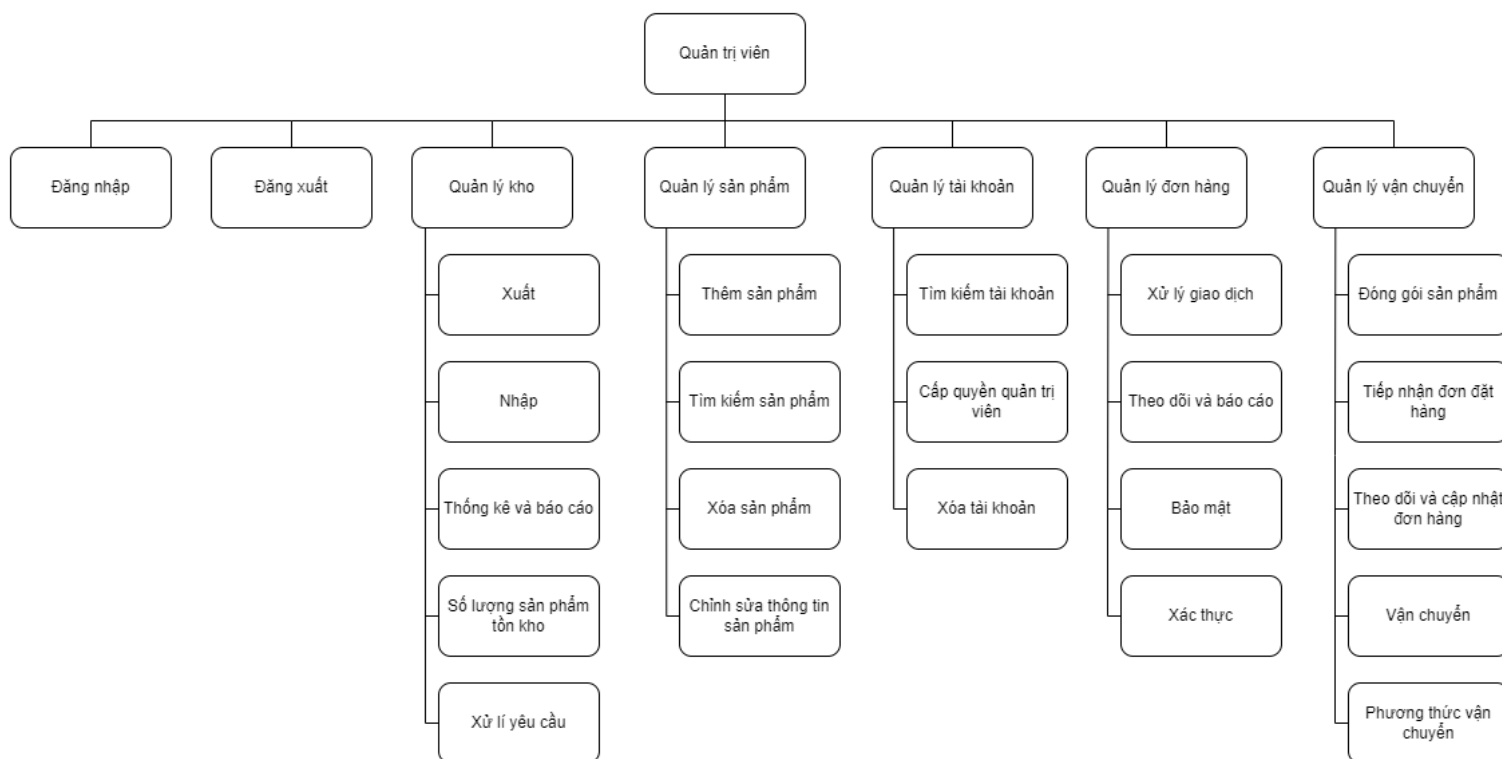 Quản trị viên
Đăng nhập
Đăng xuất
Quản lý kho
Quản lý sản phẩm
Quản lý tài khoản
Quản lý đơn hàng
Quản lý vận chuyển
Xuất
Nhập
Thống kê và báo cáo
Số lượng sản phẩm
tồn kho
Xử lí yêu cầu
Thêm sản phẩm
Tìm kiếm sản phẩm
Xóa sản phẩm
Chỉnh sửa thông tin
sản phẩm
Tìm kiếm tài khoản
Cấp quyền quản trị
viên
Xóa tài khoản
Xử lý giao dịch
Theo dõi và báo cáo
Bảo mật
Xác thực
Đóng gói sản phẩm
Tiếp nhận đơn đặt
hàng
Theo dõi và cập nhật
đơn hàng
Vận chuyển
Phương thức vận
chuyển